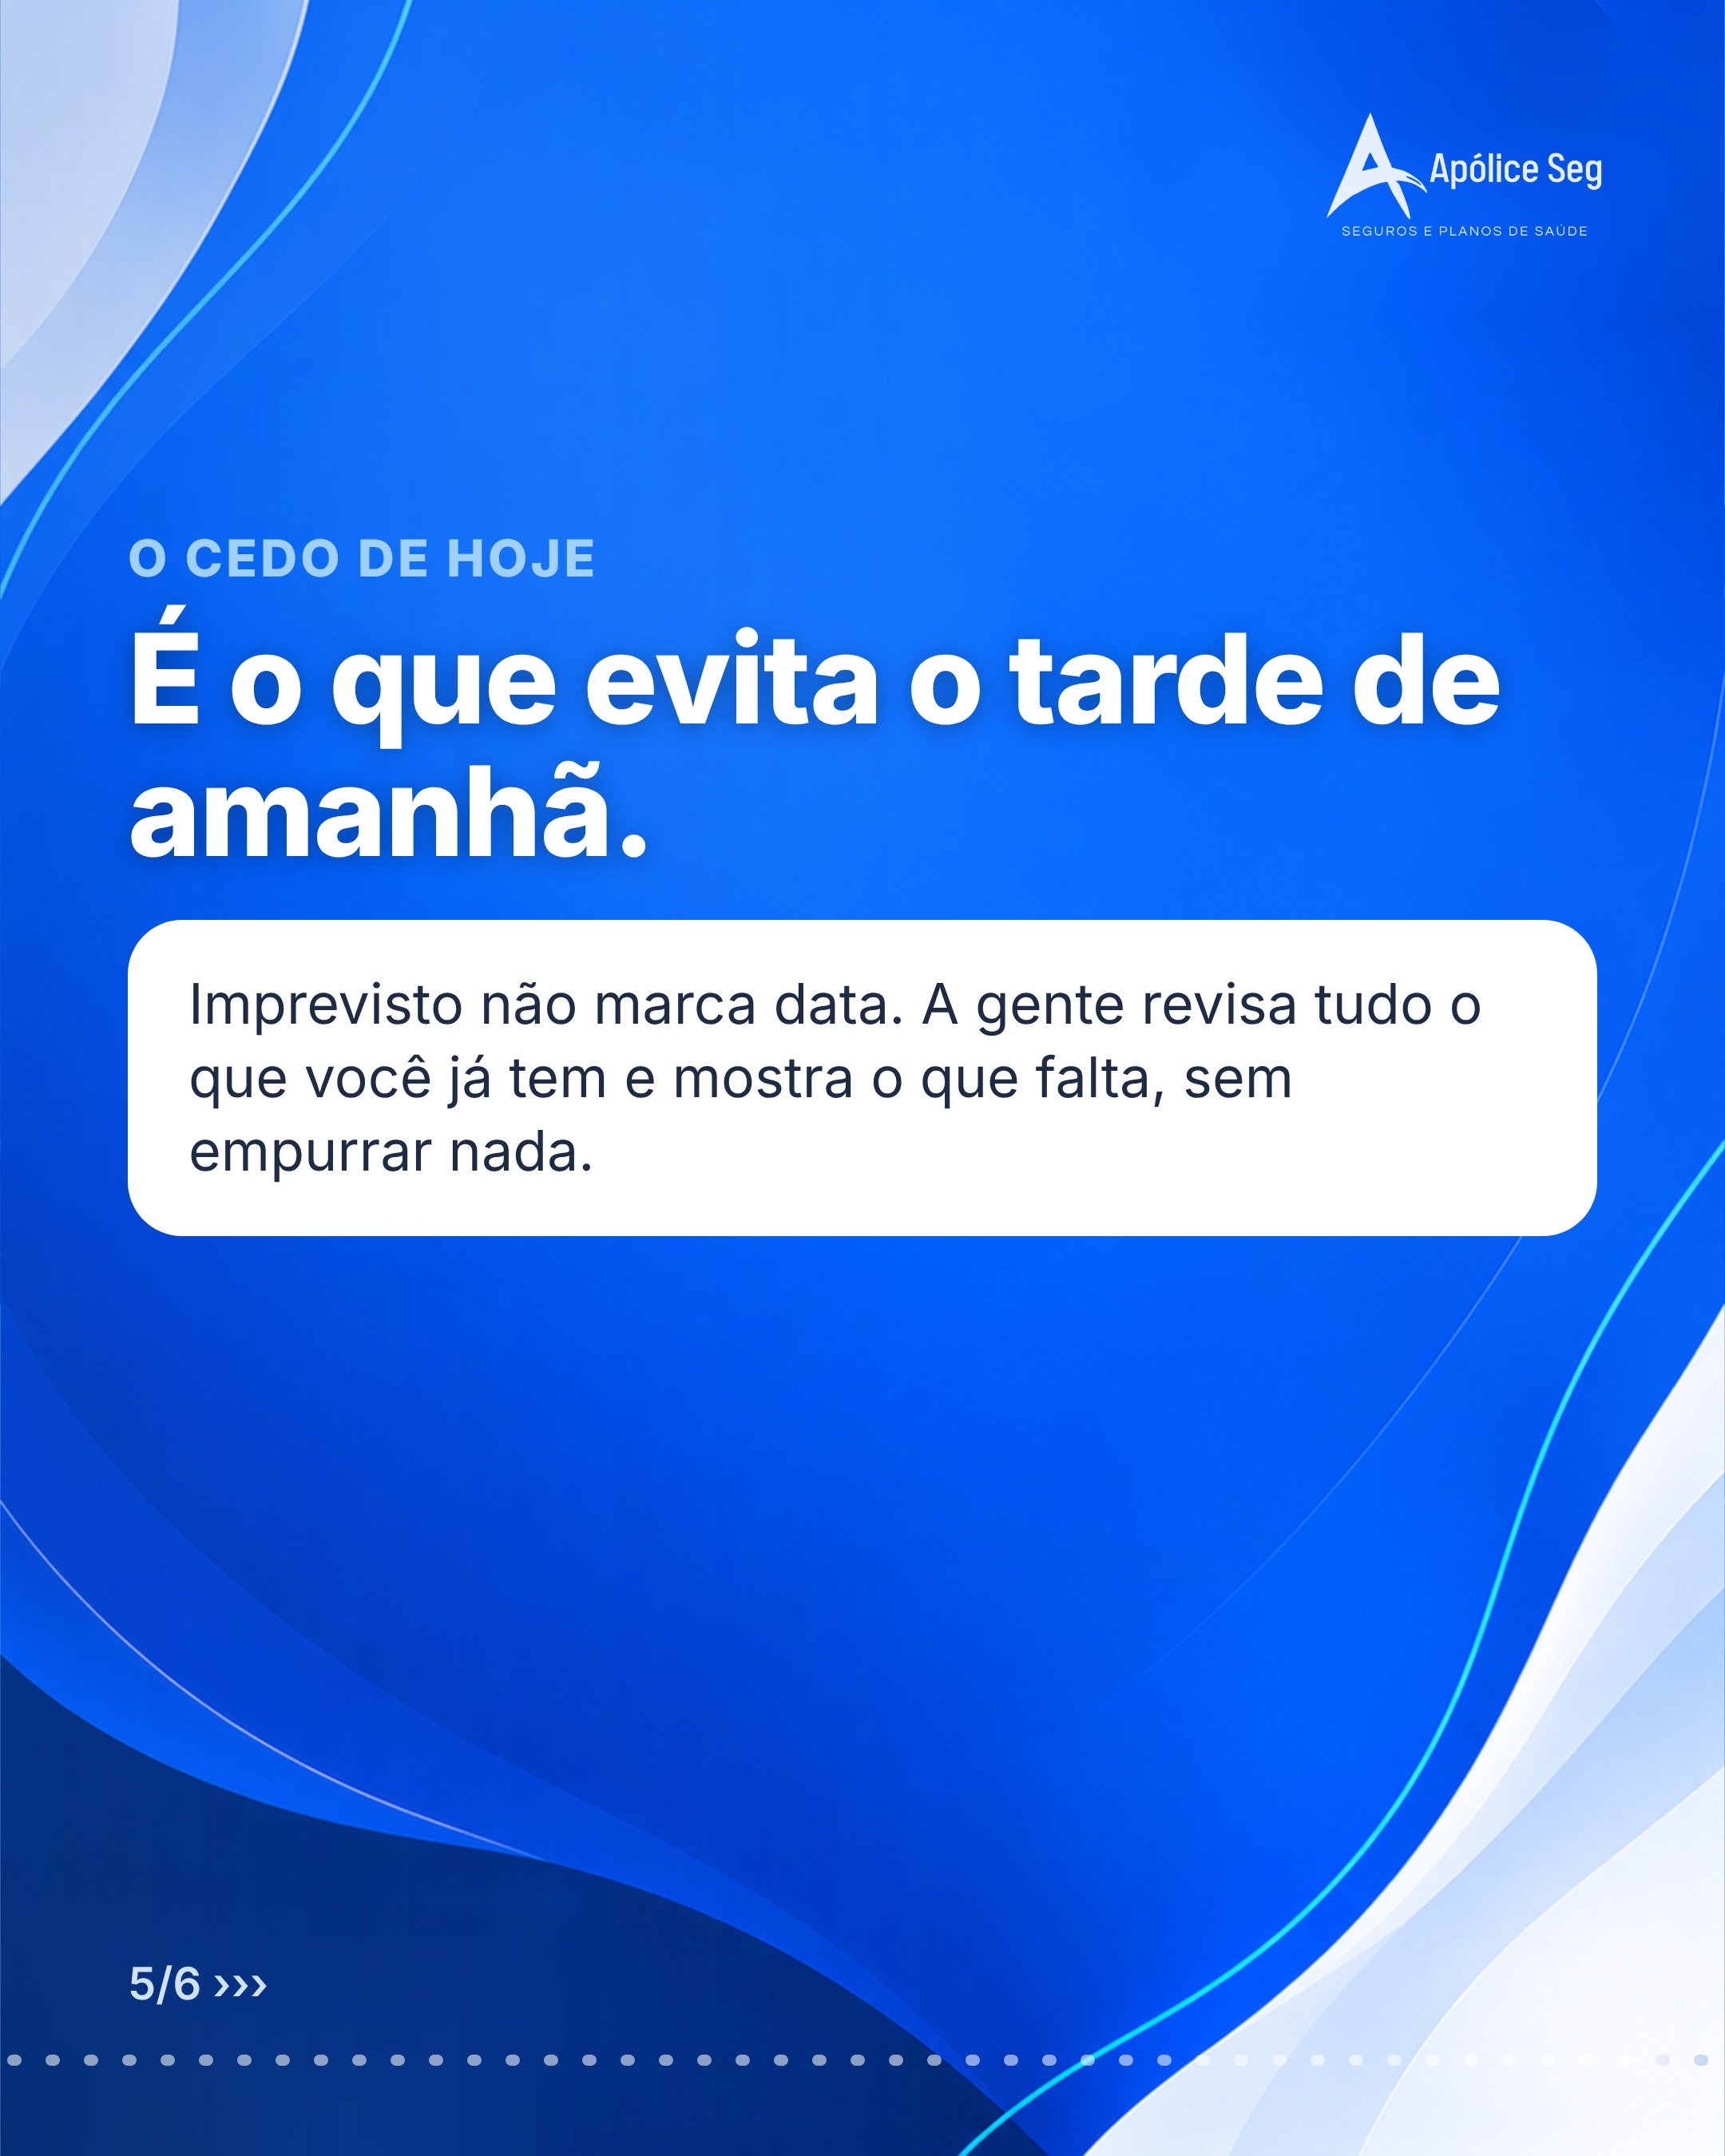 Apólice Seg
SEGUROS E PLANOS DE SAÚDE
O CEDO DE HOJE
É o que evita o tarde de
amanhã.
Imprevisto não marca data. A gente revisa tudo o
que você já tem e mostra o que falta, sem
empurrar nada.
5/6 ›››